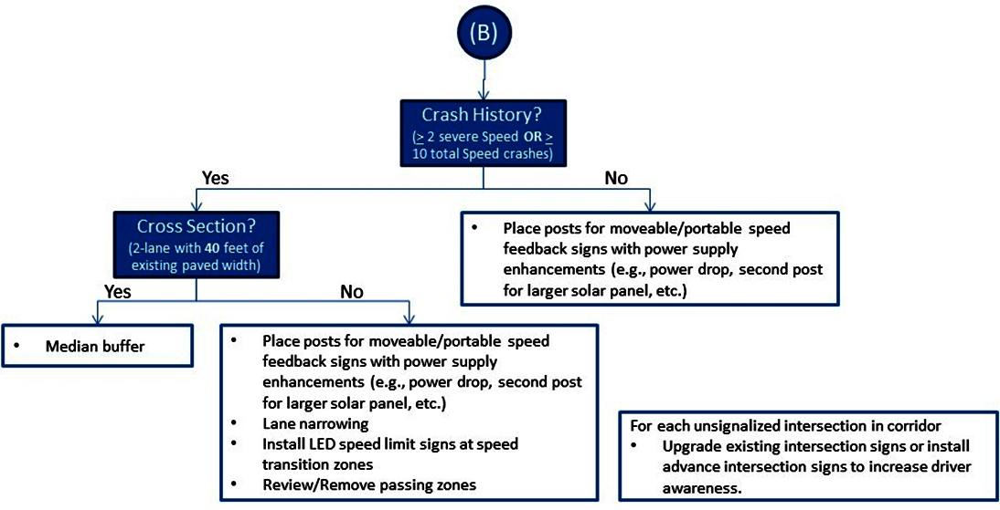 (B)
Crash History?
(≥ 2 severe Speed OR ≥
10 total Speed crashes)
Yes
No
Cross Section?
(2-lane with 40 feet of
existing paved width)
• Place posts for moveable/portable speed
feedback signs with power supply
enhancements (e.g., power drop, second post
for larger solar panel, etc.)
Yes
No
• Median buffer
• Place posts for moveable/portable speed
feedback signs with power supply
enhancements (e.g., power drop, second post
for larger solar panel, etc.)
• Lane narrowing
• Install LED speed limit signs at speed
transition zones
• Review/Remove passing zones
For each unsignalized intersection in corridor
• Upgrade existing intersection signs or install
advance intersection signs to increase driver
awareness.